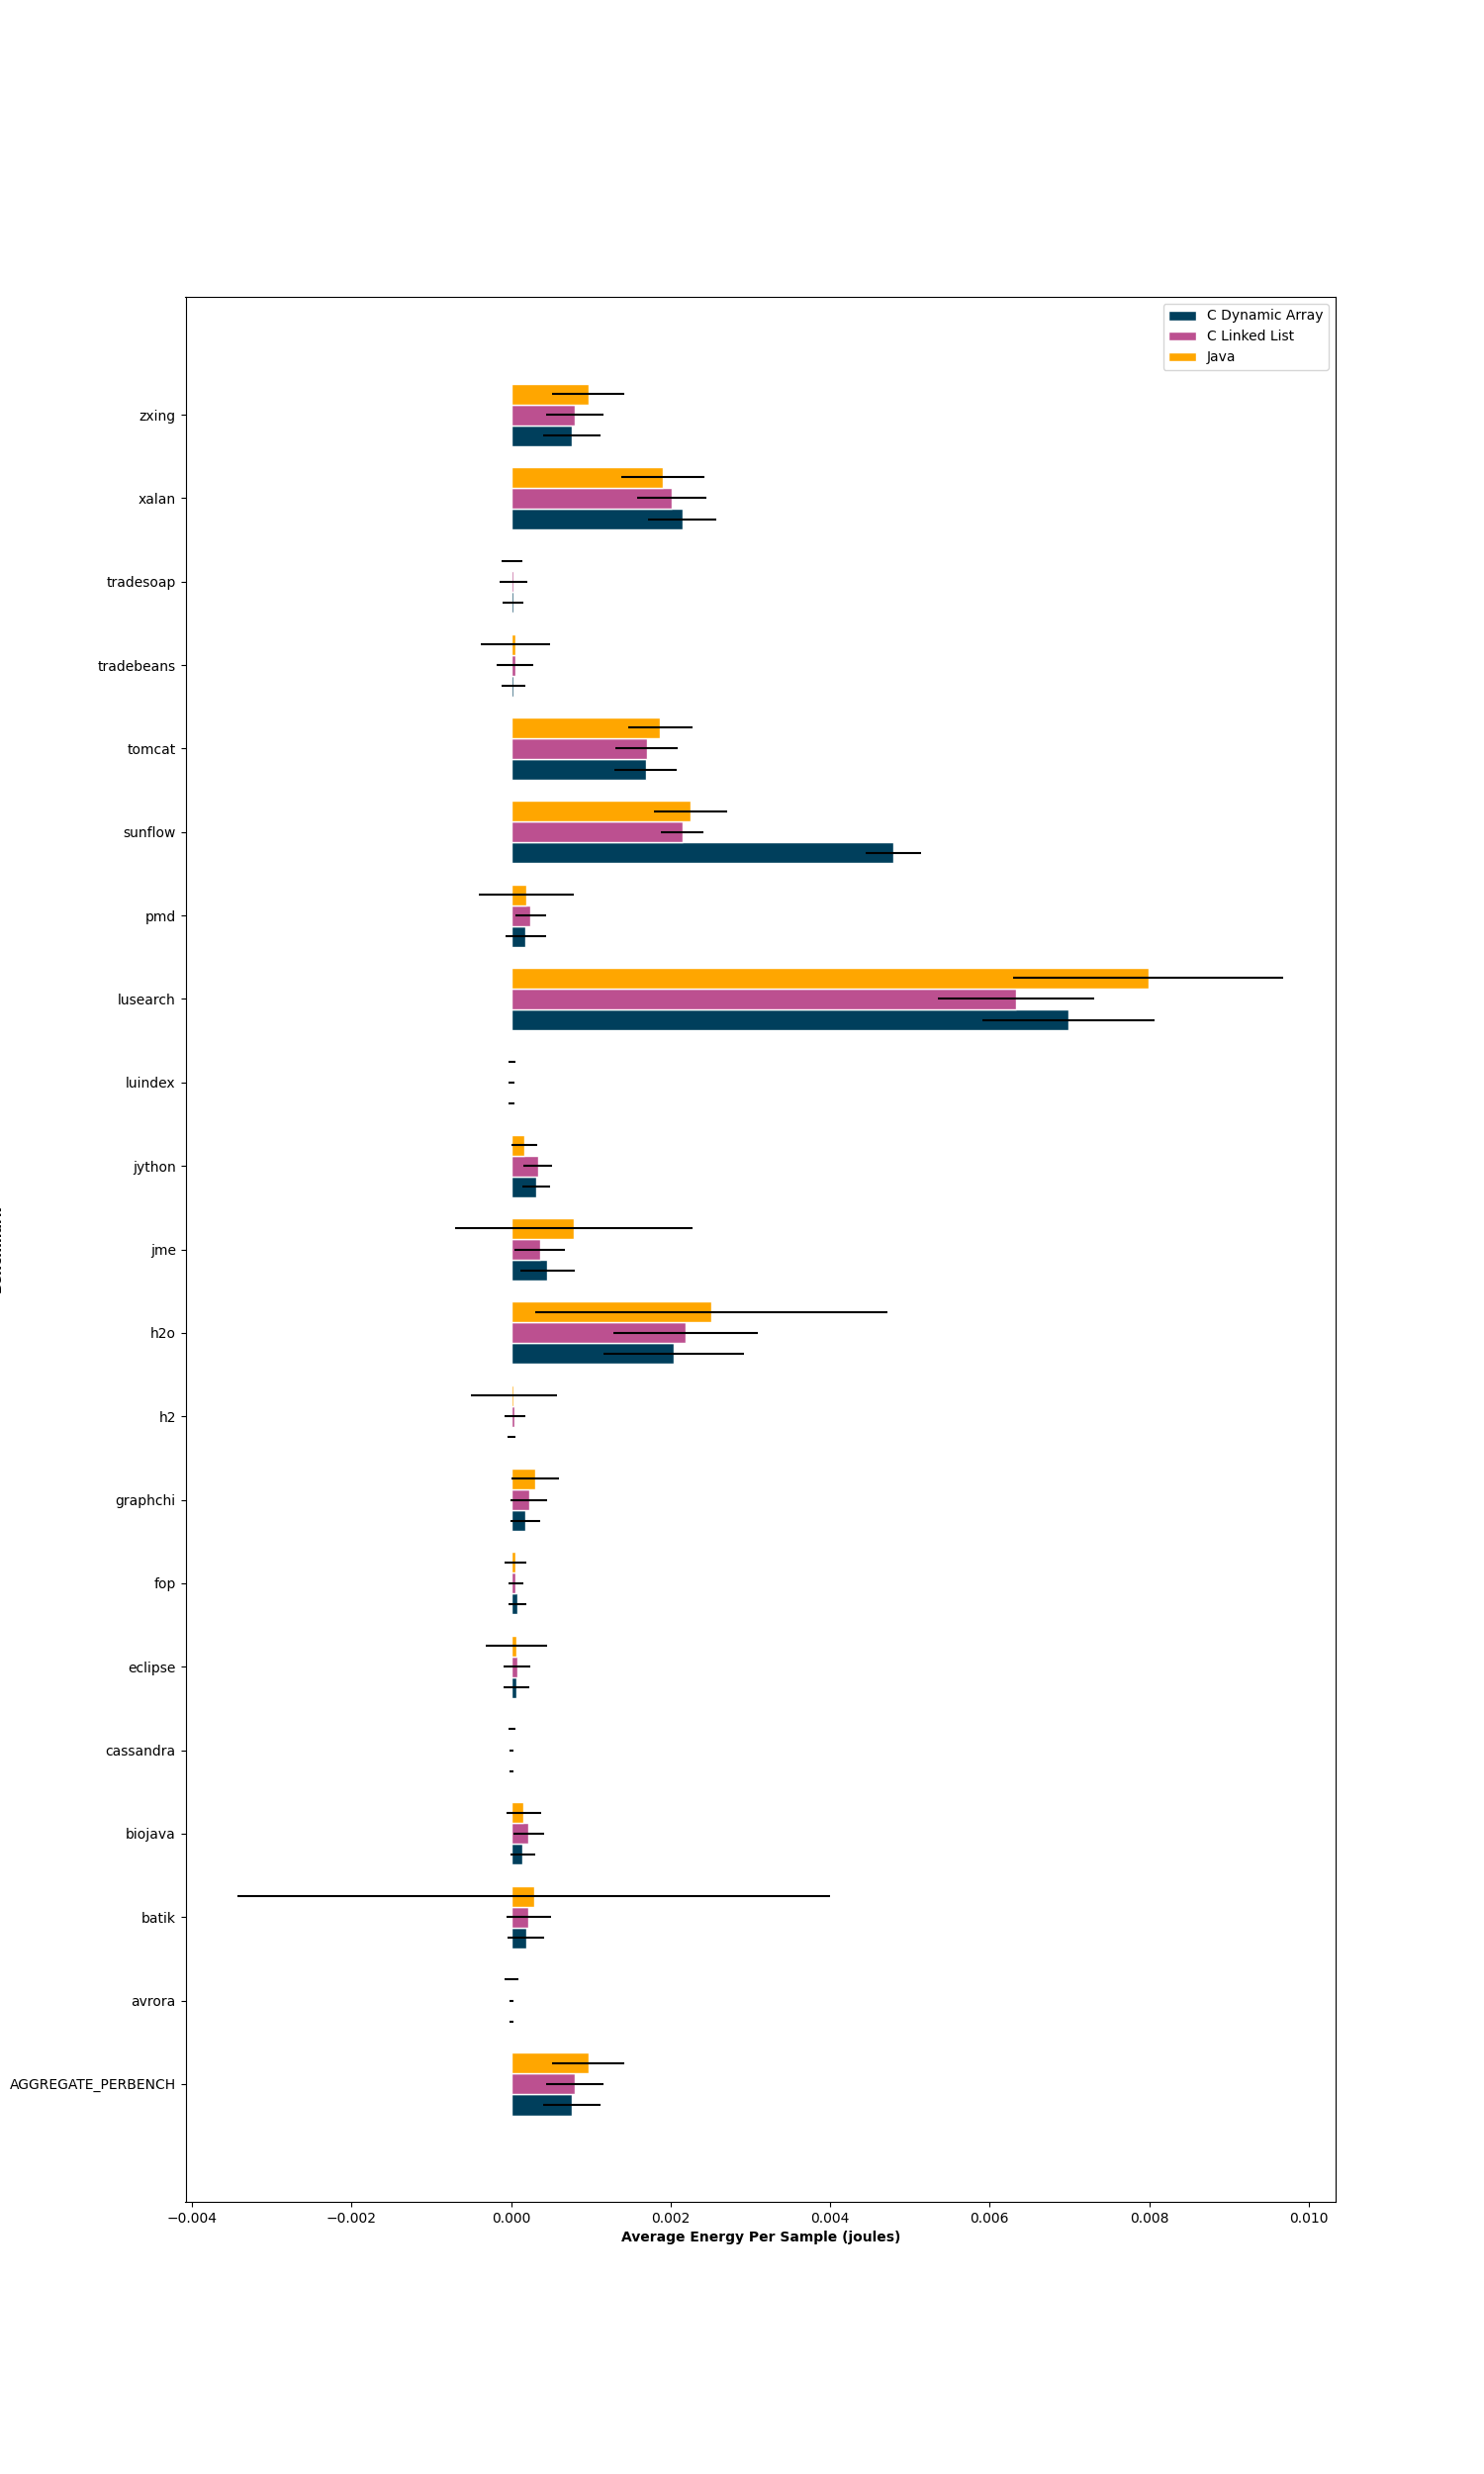 C Dynamic Array
C Linked List
Java
zxing
xalan
tradesoap
tradebeans
tomcat
sunflow
pmd
lusearch
luindex
jython
jme
h2o
h2
graphchi
fop
eclipse
cassandra
biojava
batik
avrora
AGGREGATE_PERBENCH
−0.004 −0.002 0.000 0.002 0.004 0.006 0.008 0.010
Average Energy Per Sample (joules)